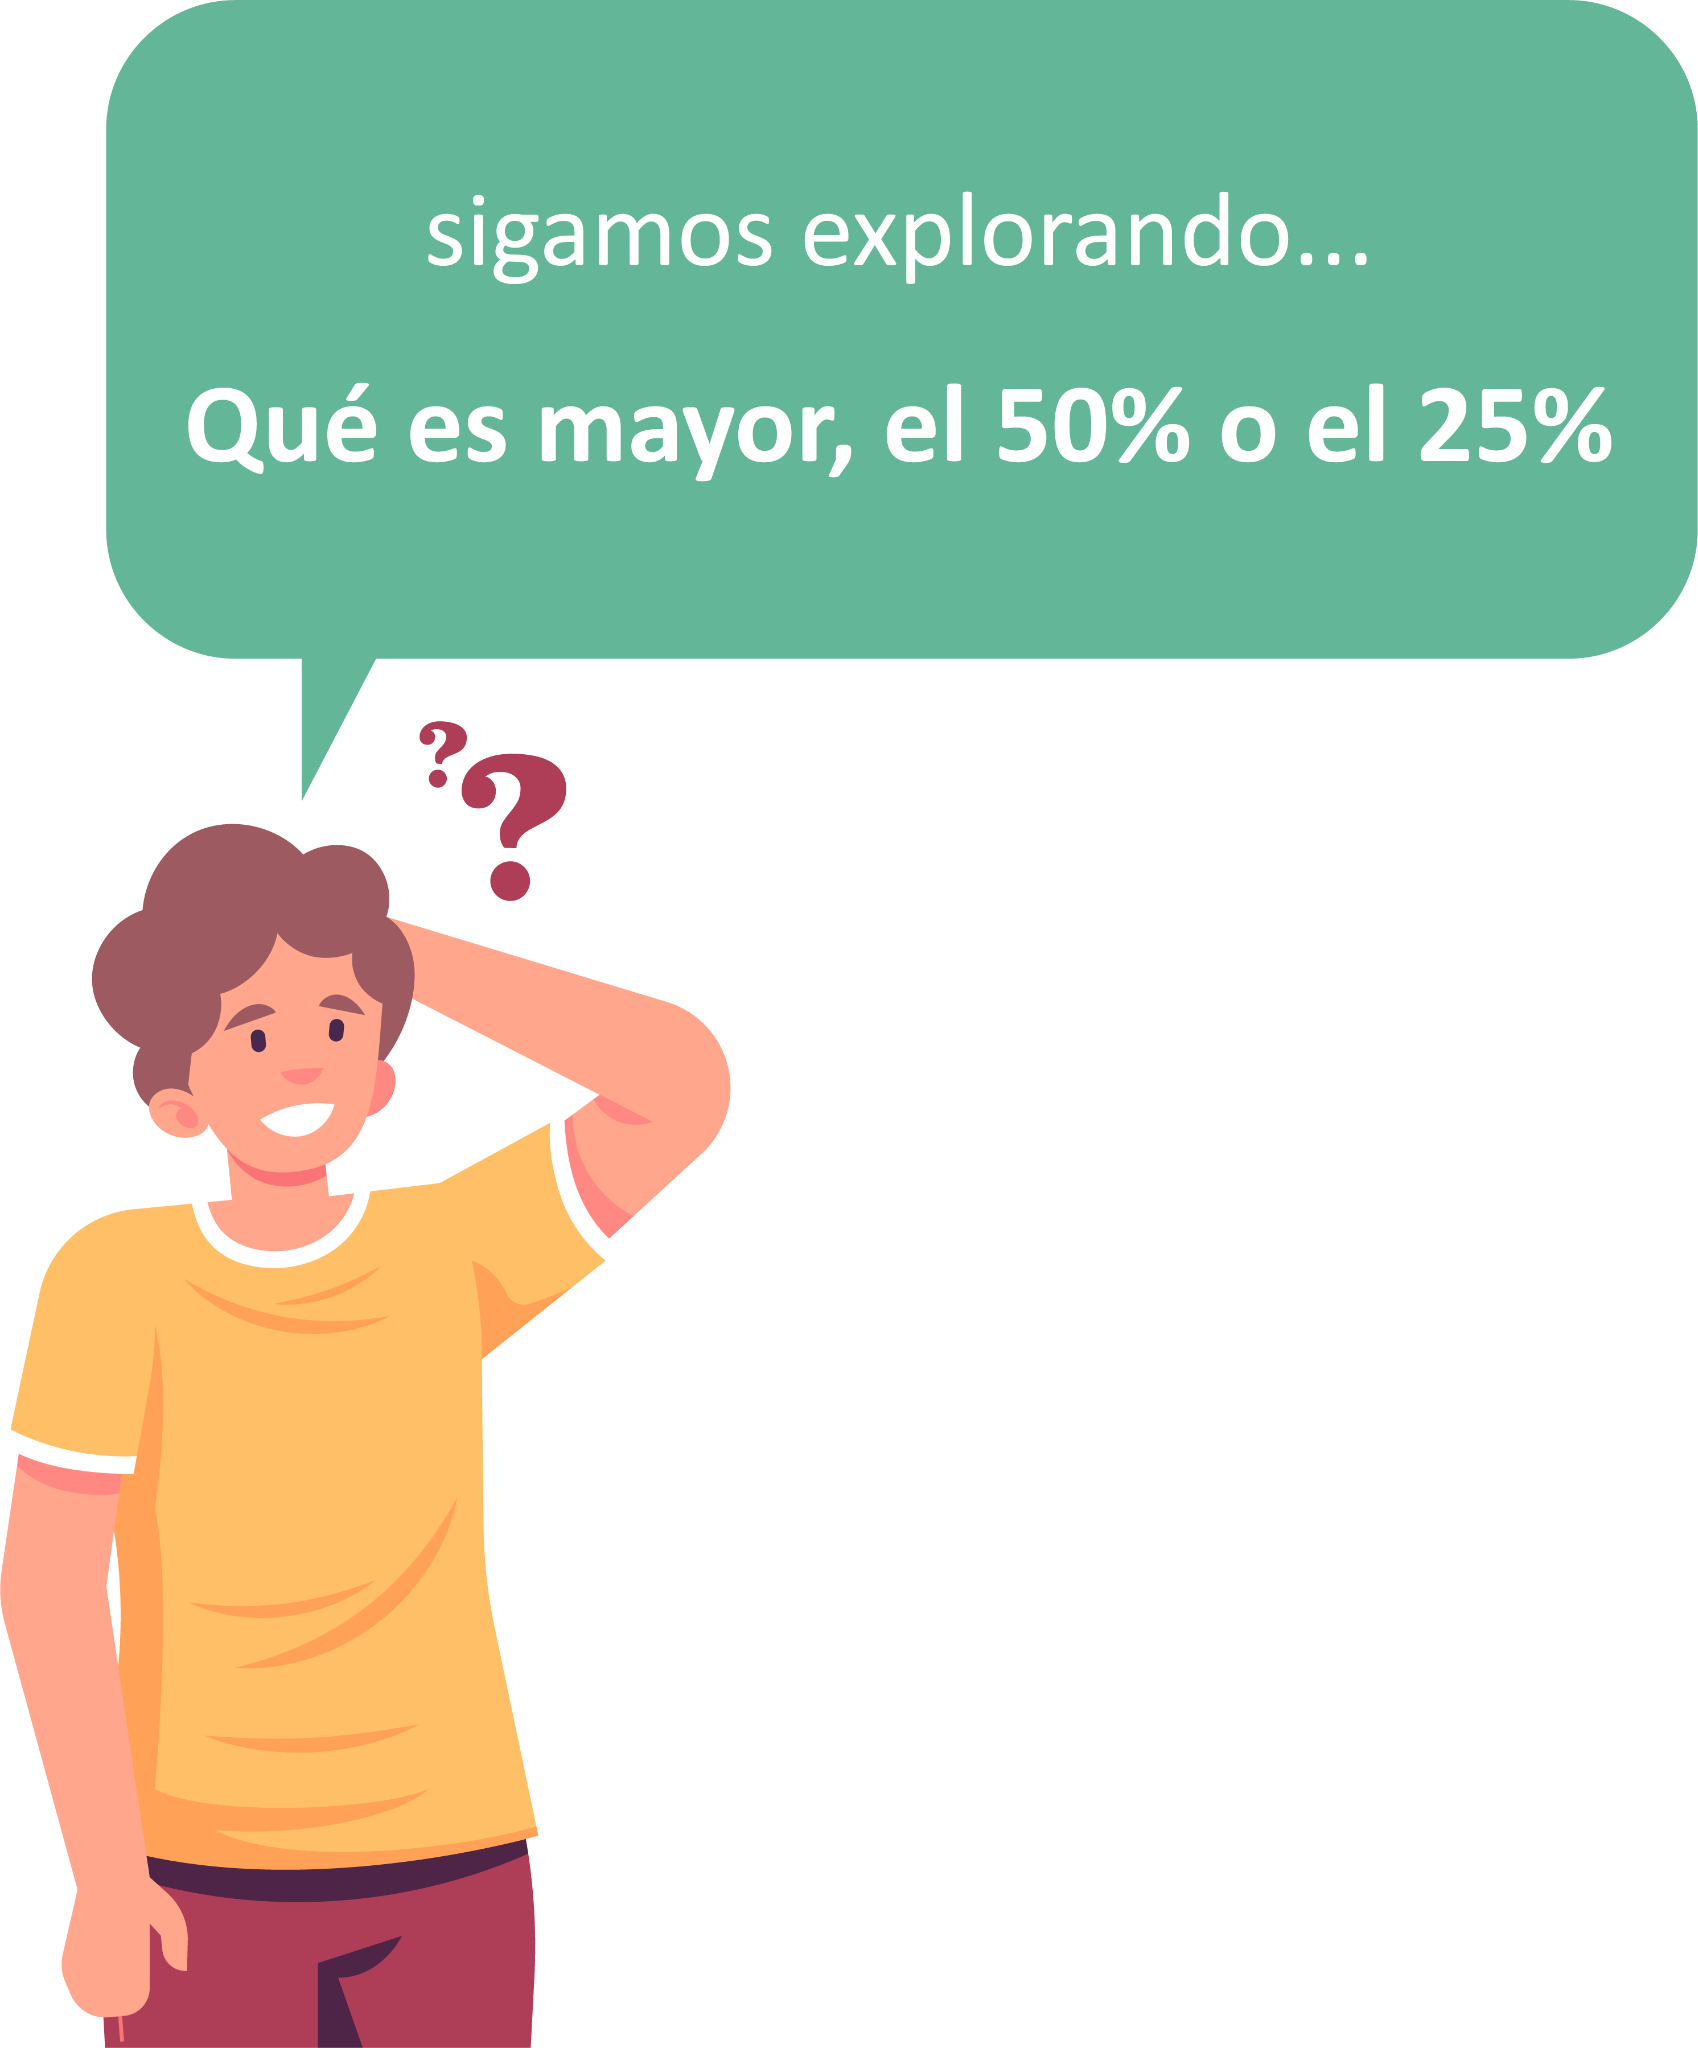 sigamos explorando...
Qué es mayor, el 50% o el 25%
??